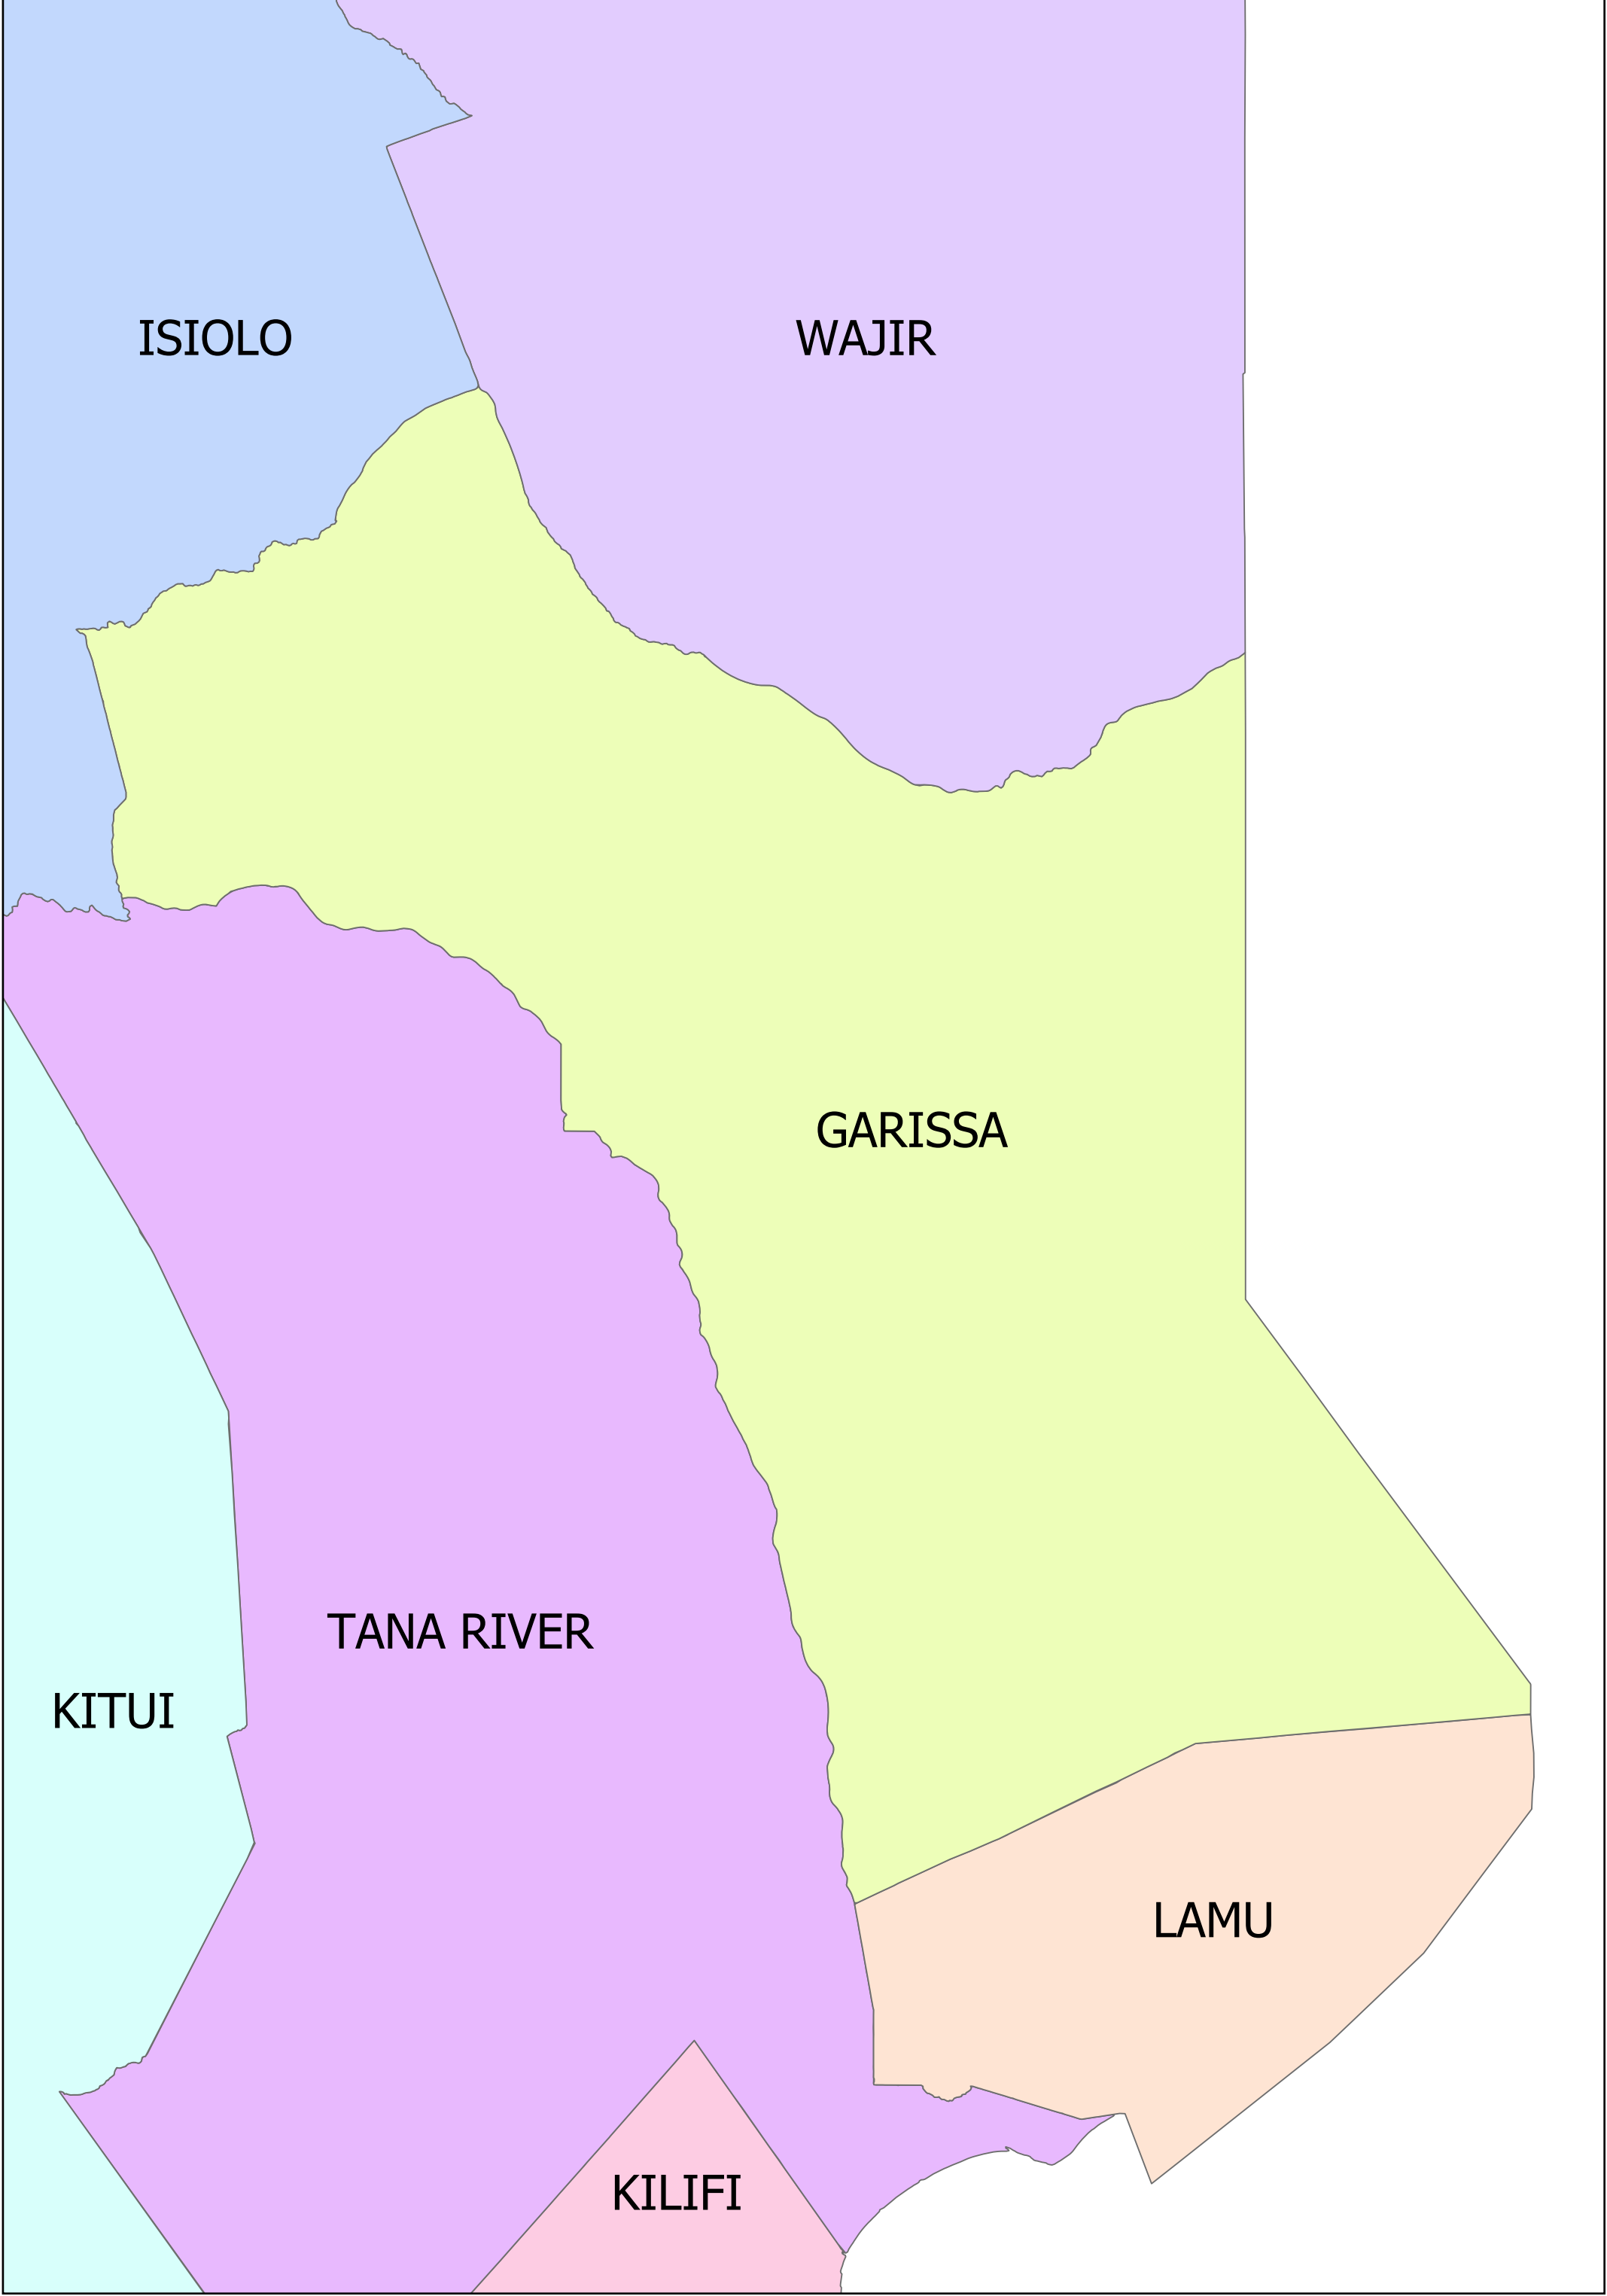 ISIOLO
WAJIR
GARISSA
TANA RIVER
KITUI
LAMU
KILIFI